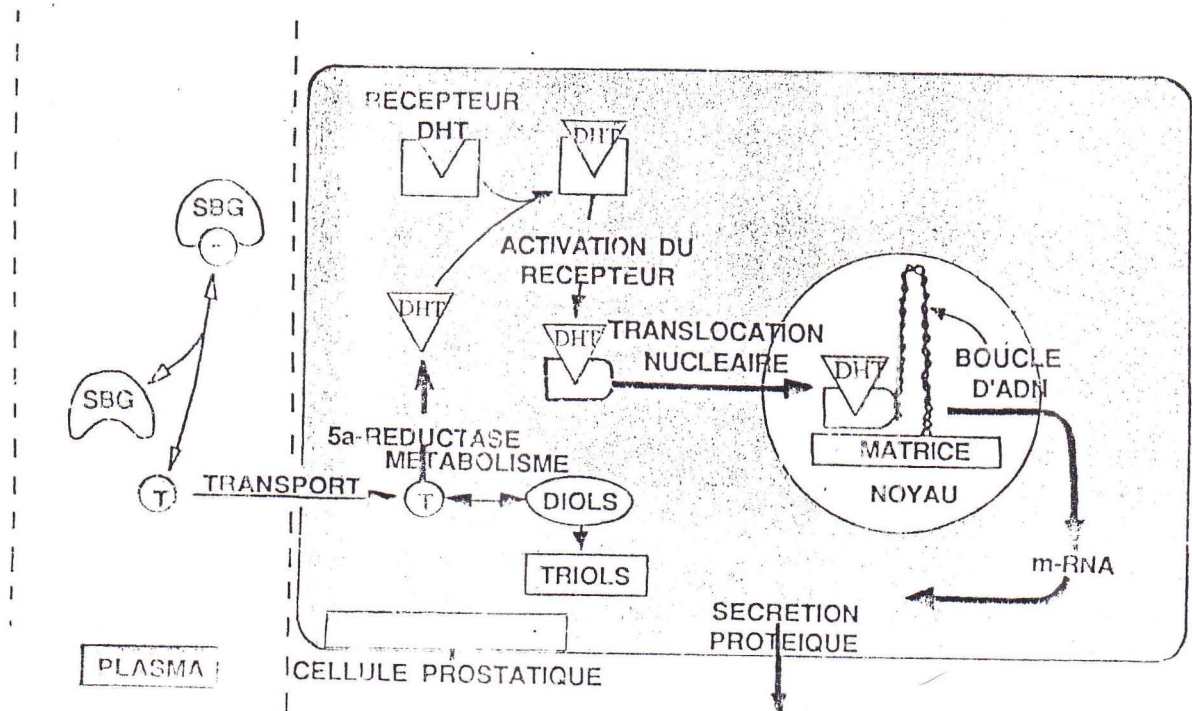 RECEPTEUR
DHT
DHT
SBG
ACTIVATION DU
RECEPTEUR
DHT
DHT
TRANSLOCATION
NUCLEAIRE
DHT
BOUCLE
D'ADN
SBG
5a-REDUCTASE
METABOLISME
MATRICE
T
TRANSPORT
T
DIOLS
NOYAU
TRIOLS
m-RNA
SECRETION
PROTEIQUE
PLASMA
CELLULE PROSTATIQUE